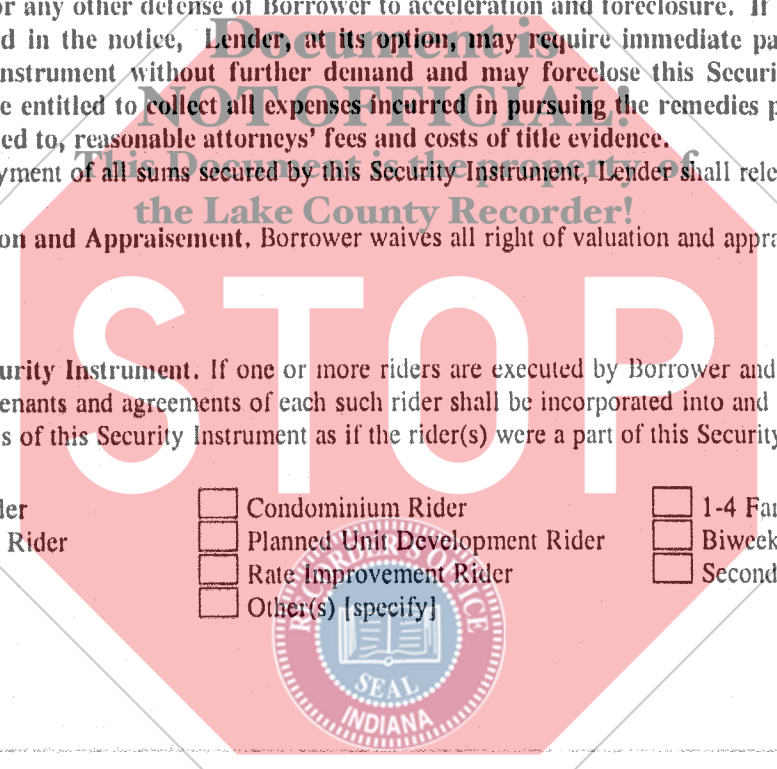 or any other defense of Borrower to acceleration and foreclosure. If
Document is
d in the notice, Lender, at its option, may require immediate pa
nstrument without further demand and may foreclose this Securi
NOT OFFICIAL!
e entitled to collect all expenses incurred in pursuing the remedies p
ed to, reasonable attorneys' fees and costs of title evidence.
This Document is the property of
yment of all sums secured by this Security Instrument, Lender shall rele
the Lake County Recorder!
on and Appraisement. Borrower waives all right of valuation and appra
STOP
urity Instrument. If one or more riders are executed by Borrower and
enants and agreements of each such rider shall be incorporated into and
s of this Security Instrument as if the rider(s) were a part of this Security
der Condominium Rider 1-4 Fam
Rider Planned Unit Development Rider Biweek
Rate Improvement Rider Second
Other(s) [specify]
RECORDER'S OFFICE
SEAL
INDIANA